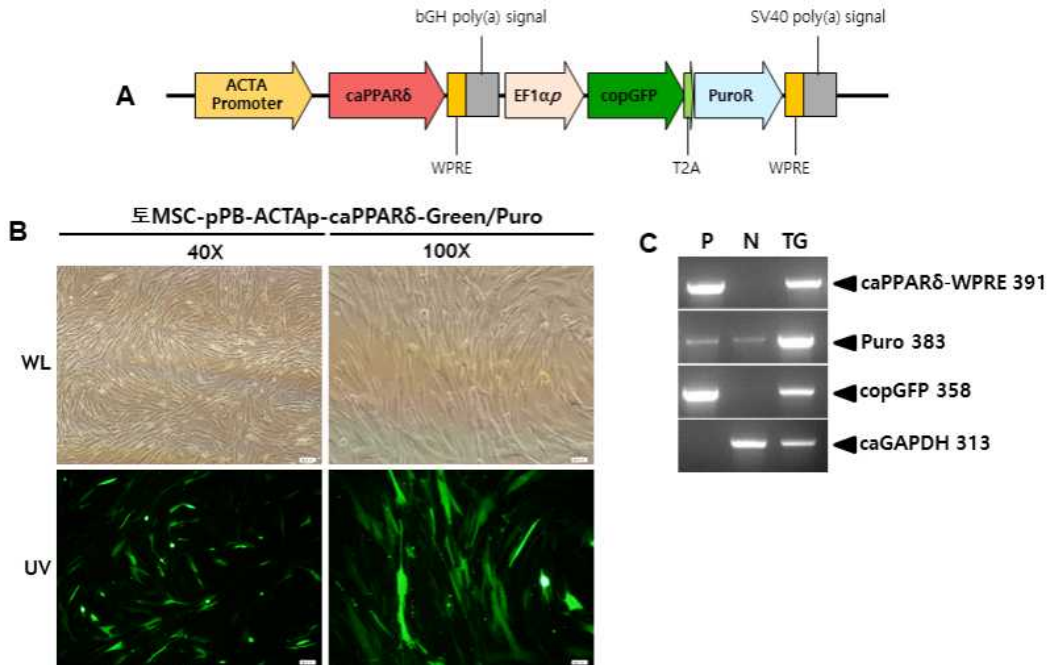 bGH poly(a) signal
SV40 poly(a) signal
A
ACTA
Promoter
caPPARδ
EF1αp
copGFP
PuroR
WPRE
T2A
WPRE
B
토MSC-pPB-ACTAp-caPPARδ-Green/Puro
40X
100X
WL
UV
C
P N TG
caPPARδ-WPRE 391
Puro 383
copGFP 358
caGAPDH 313